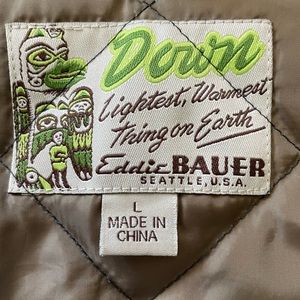 Down
Lightest, Warmest
Thing on Earth
Eddie BAUER
SEATTLE, U.S.A.
L
MADE IN
CHINA